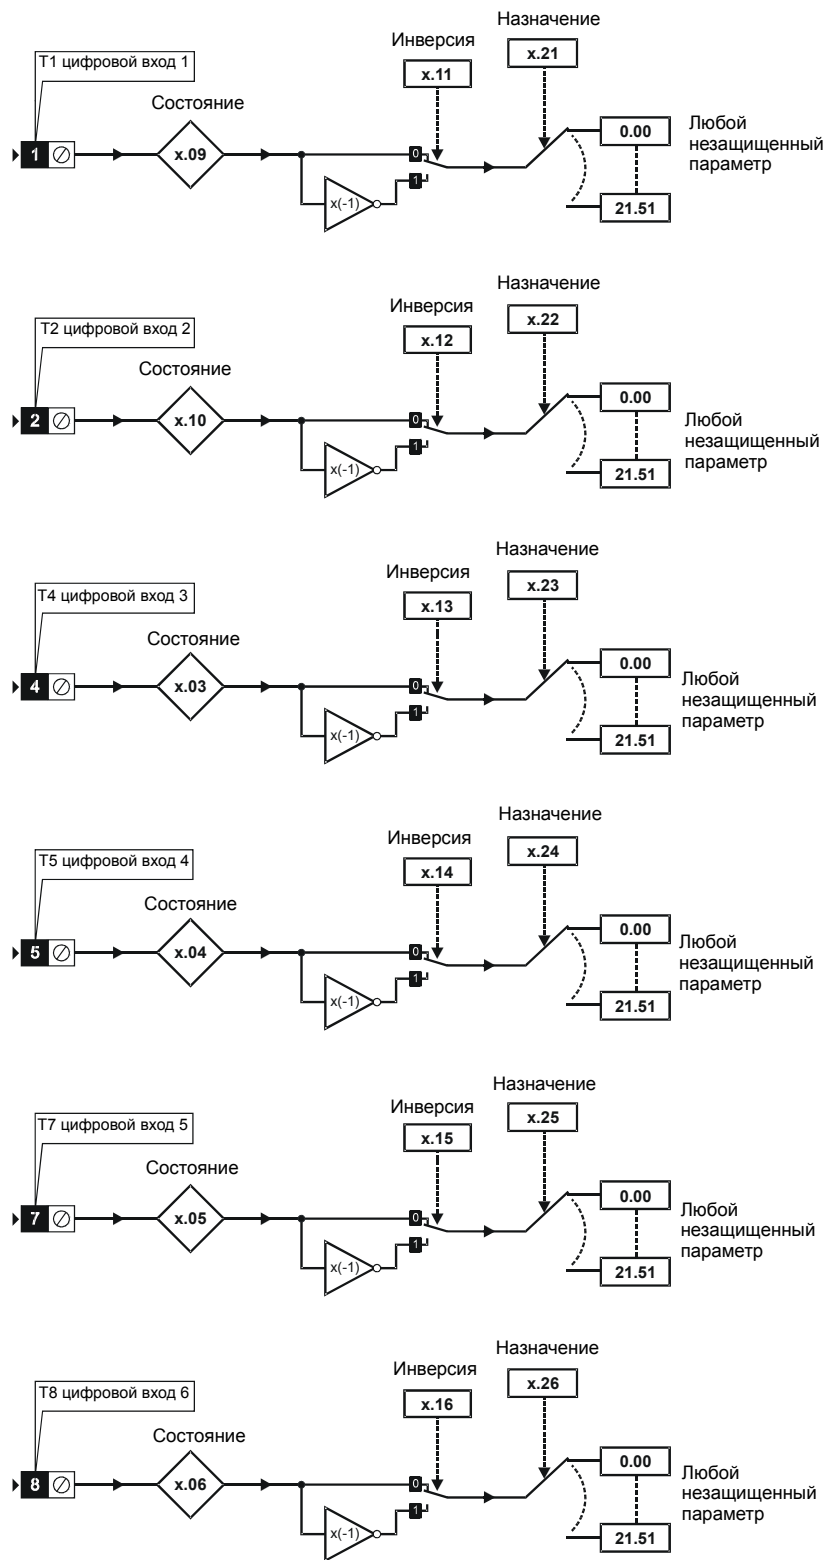 Назначение
Инверсия
x.21
x.11
T1 цифровой вход 1
Состояние
0.00
Любой
незащищенный
параметр
1
x.09
0
1
x(-1)
21.51
Назначение
Инверсия
x.22
x.12
T2 цифровой вход 2
Состояние
0.00
Любой
незащищенный
параметр
2
x.10
0
1
x(-1)
21.51
Назначение
Инверсия
x.23
x.13
T4 цифровой вход 3
Состояние
0.00
Любой
незащищенный
параметр
4
x.03
0
1
x(-1)
21.51
Назначение
Инверсия
x.24
x.14
T5 цифровой вход 4
Состояние
0.00
Любой
незащищенный
параметр
5
x.04
0
1
x(-1)
21.51
Назначение
Инверсия
x.25
x.15
T7 цифровой вход 5
Состояние
0.00
Любой
незащищенный
параметр
7
x.05
0
1
x(-1)
21.51
Назначение
Инверсия
x.26
x.16
T8 цифровой вход 6
Состояние
0.00
Любой
незащищенный
параметр
8
x.06
0
1
x(-1)
21.51